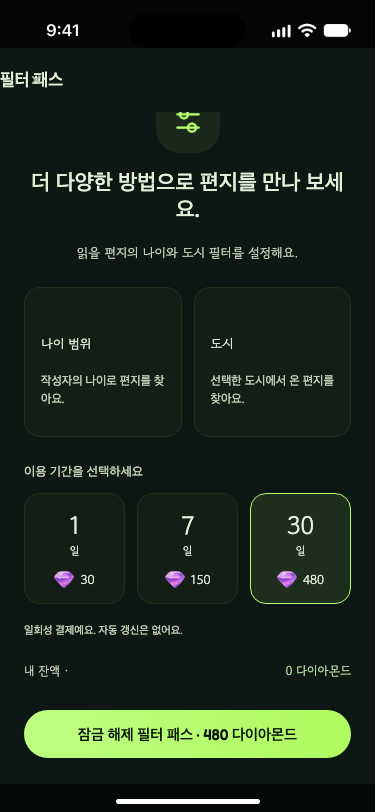 9:41
필터 패스
더 다양한 방법으로 편지를 만나 보세
요.
읽을 편지의 나이와 도시 필터를 설정해요.
나이 범위
작성자의 나이로 편지를 찾
아요.
도시
선택한 도시에서 온 편지를
찾아요.
이용 기간을 선택하세요
1
일
30
7
일
150
30
일
480
일회성 결제예요. 자동 갱신은 없어요.
내 잔액 · 0 다이아몬드
잠금 해제 필터 패스 · 480 다이아몬드